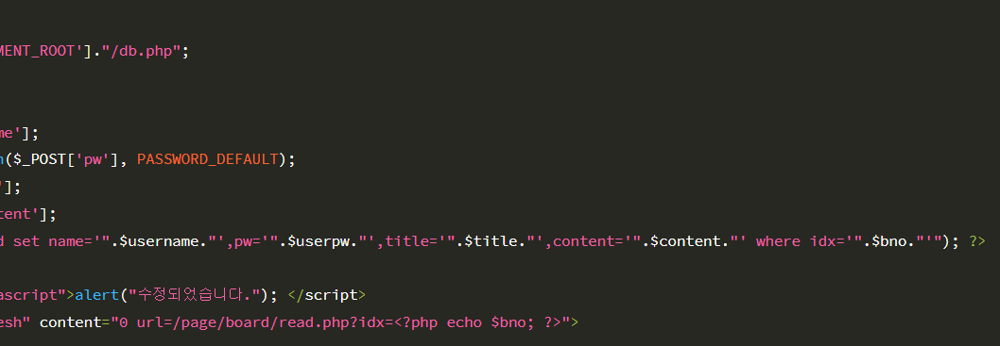 MENT_ROOT']."/db.php";
me'];
n($_POST['pw'], PASSWORD_DEFAULT);
'];
tent'];
d set name='".$username."',pw='".$userpw."',title='".$title."',content='".$content."' where idx='".$bno."'"); ?>
ascript">alert("수정되었습니다."); </script>
esh" content="0 url=/page/board/read.php?idx=<?php echo $bno; ?>">